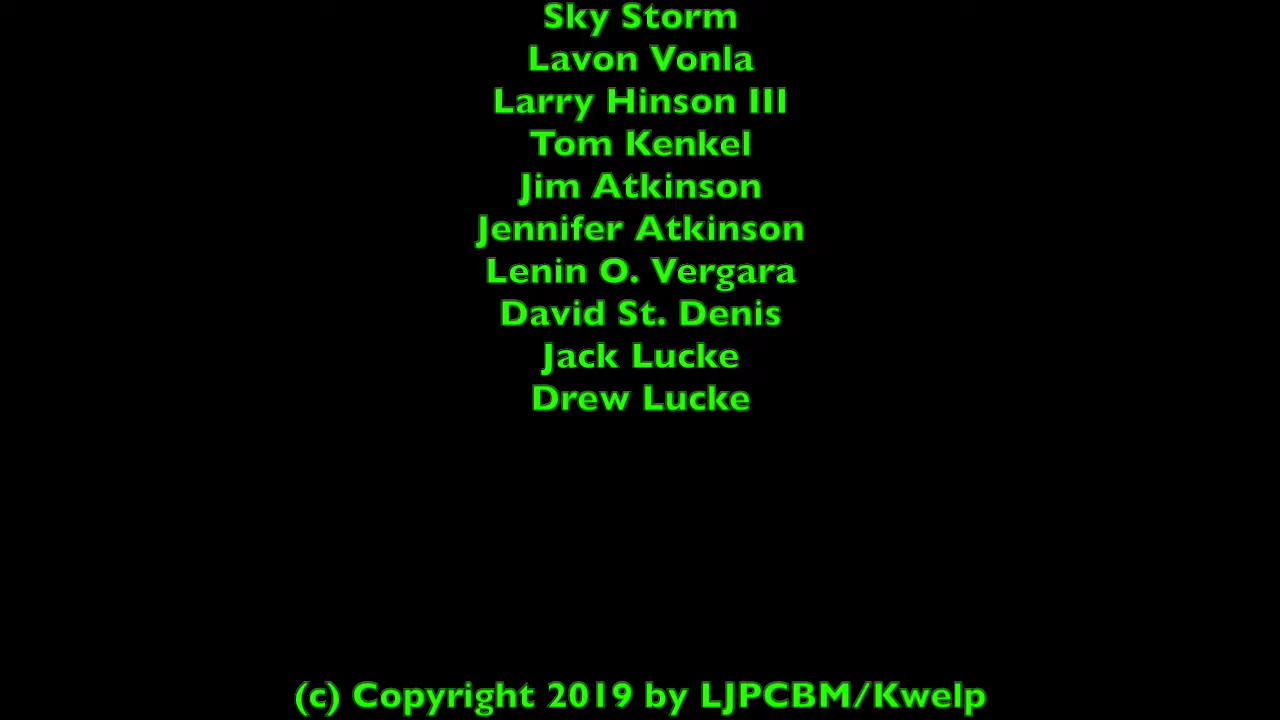 Sky Storm
Lavon Vonla
Larry Hinson III
Tom Kenkel
Jim Atkinson
Jennifer Atkinson
Lenin O. Vergara
David St. Denis
Jack Lucke
Drew Lucke
(c) Copyright 2019 by LJPCBM/Kwelp